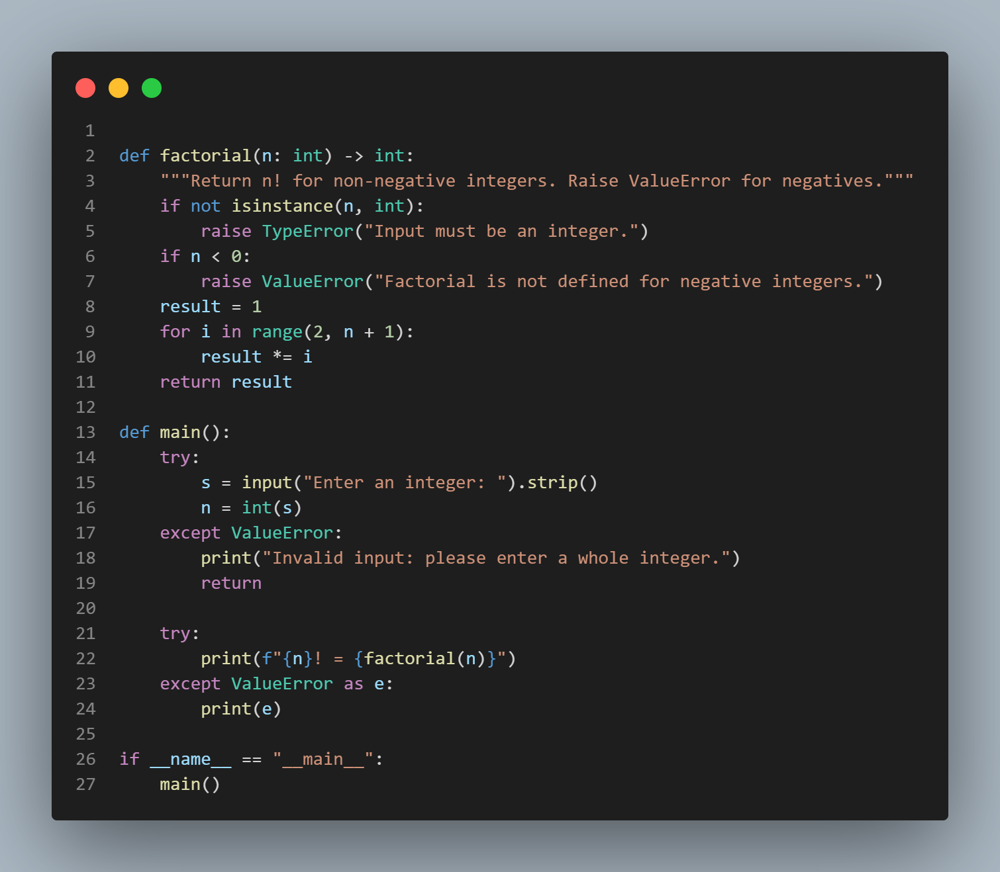 1
2 def factorial(n: int) -> int:
3     """Return n! for non-negative integers. Raise ValueError for negatives."""
4     if not isinstance(n, int):
5         raise TypeError("Input must be an integer.")
6     if n < 0:
7         raise ValueError("Factorial is not defined for negative integers.")
8     result = 1
9     for i in range(2, n + 1):
10         result *= i
11     return result
12
13 def main():
14     try:
15         s = input("Enter an integer: ").strip()
16         n = int(s)
17     except ValueError:
18         print("Invalid input: please enter a whole integer.")
19         return
20
21     try:
22         print(f"{n}! = {factorial(n)}")
23     except ValueError as e:
24         print(e)
25
26 if __name__ == "__main__":
27     main()